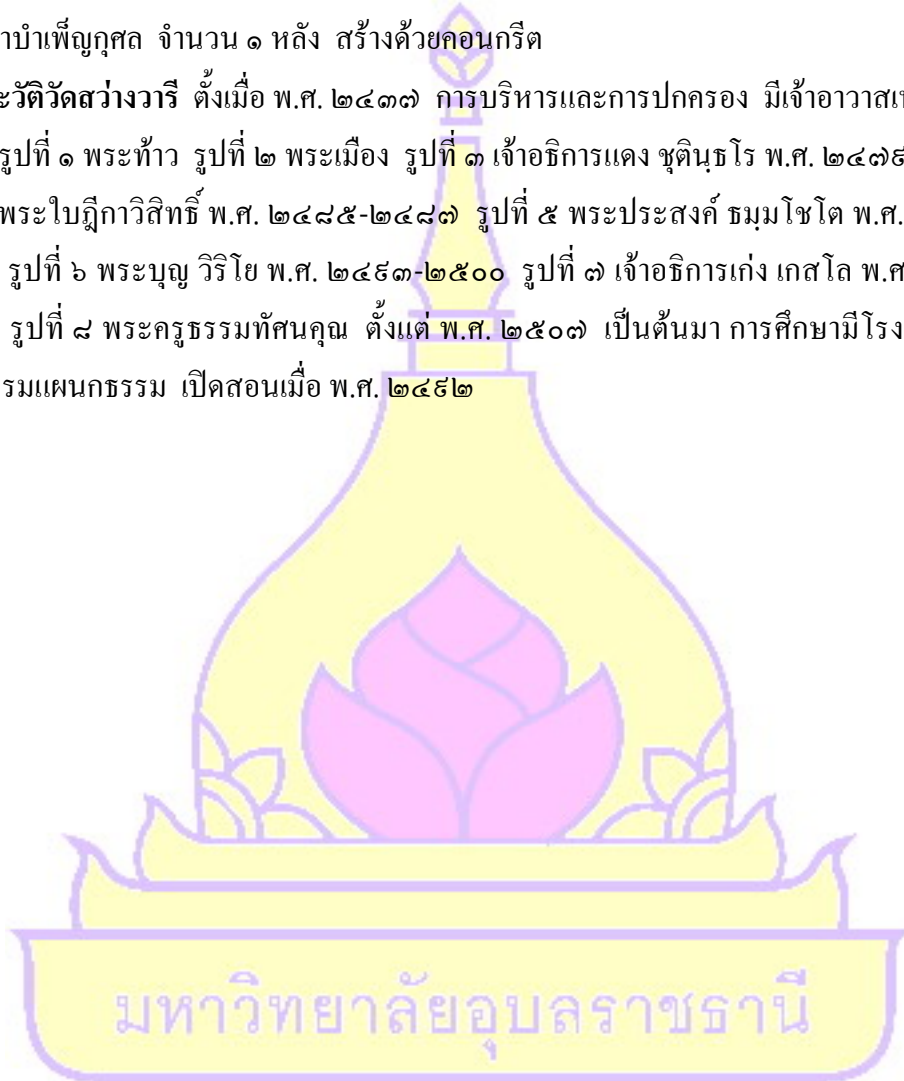 าบำเพ็ญกุศล จำนวน ๑ หลัง สร้างด้วยคอนกรีต
ะวัติวัดสว่างวารี ตั้งเมื่อ พ.ศ. ๒๔๓๗ การบริหารและการปกครอง มีเจ้าอาวาสเท
รูปที่ ๑ พระท้าว รูปที่ ๒ พระเมือง รูปที่ ๓ เจ้าอธิการแดง ชุตินฺธโร พ.ศ. ๒๔๗๙
พระใบฎีกาวิสิทธิ์ พ.ศ. ๒๔๘๕-๒๔๘๗ รูปที่ ๕ พระประสงค์ ธมฺมโชโต พ.ศ.
รูปที่ ๖ พระบุญ วิริโย พ.ศ. ๒๔๙๓-๒๕๐๐ รูปที่ ๗ เจ้าอธิการเก่ง เกสโล พ.ศ
รูปที่ ๘ พระครูธรรมทัศนคุณ ตั้งแต่ พ.ศ. ๒๕๐๗ เป็นต้นมา การศึกษามีโรง
รมแผนกธรรม เปิดสอนเมื่อ พ.ศ. ๒๔๙๒
มหาวิทยาลัยอุบลราชธานี